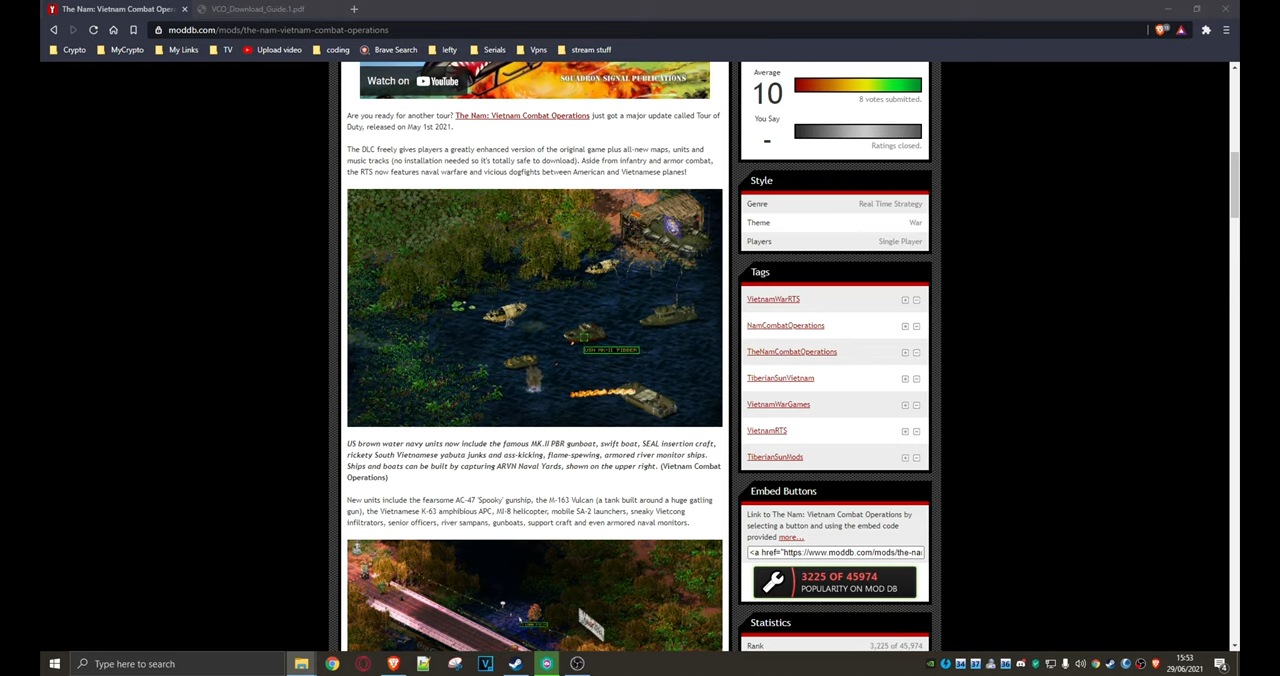 The Nam: Vietnam Combat Oper
VCO_Download_Guide.1.pdf
moddb.com/mods/the-nam-vietnam-combat-operations
Crypto
MyCrypto
My Links
TV
Upload video
coding
Brave Search
lefty
Serials
Vpns
stream stuff
Watch on YouTube
SQUADRON SIGNAL PUBLICATIONS
Are you ready for another tour? The Nam: Vietnam Combat Operations just got a major update called Tour of
Duty, released on May 1st 2021.
The DLC freely gives players a greatly enhanced version of the original game plus all-new maps, units and
music tracks (no installation needed so it's totally safe to download). Aside from infantry and armor combat,
the RTS now features naval warfare and vicious dogfights between American and Vietnamese planes!
USN MK-II PIBBER
US brown water navy units now include the famous MK.II PBR gunboat, swift boat, SEAL insertion craft,
rickety South Vietnamese yabuta junks and ass-kicking, flame-spewing, armored river monitor ships.
Ships and boats can be built by capturing ARVN Naval Yards, shown on the upper right. (Vietnam Combat
Operations)
New units include the fearsome AC-47 'Spooky' gunship, the M-163 Vulcan (a tank built around a huge gatling
gun), the Vietnamese K-63 amphibious APC, MI-8 helicopter, mobile SA-2 launchers, sneaky Vietcong
infiltrators, senior officers, river sampans, gunboats, support craft and even armored naval monitors.
Average
10
8 votes submitted.
You Say
-
Ratings closed.
Style
Genre Real Time Strategy
Theme War
Players Single Player
Tags
VietnamWarRTS
NamCombatOperations
TheNamCombatOperations
TiberianSunVietnam
VietnamWarGames
VietnamRTS
TiberianSunMods
Embed Buttons
Link to The Nam: Vietnam Combat Operations by
selecting a button and using the embed code
provided more...
<a href="https://www.moddb.com/mods/the-nai
3225 OF 45974
POPULARITY ON MOD DB
Statistics
Rank 3,225 of 45,974
Type here to search
34
37
36
15:53
29/06/2021
4